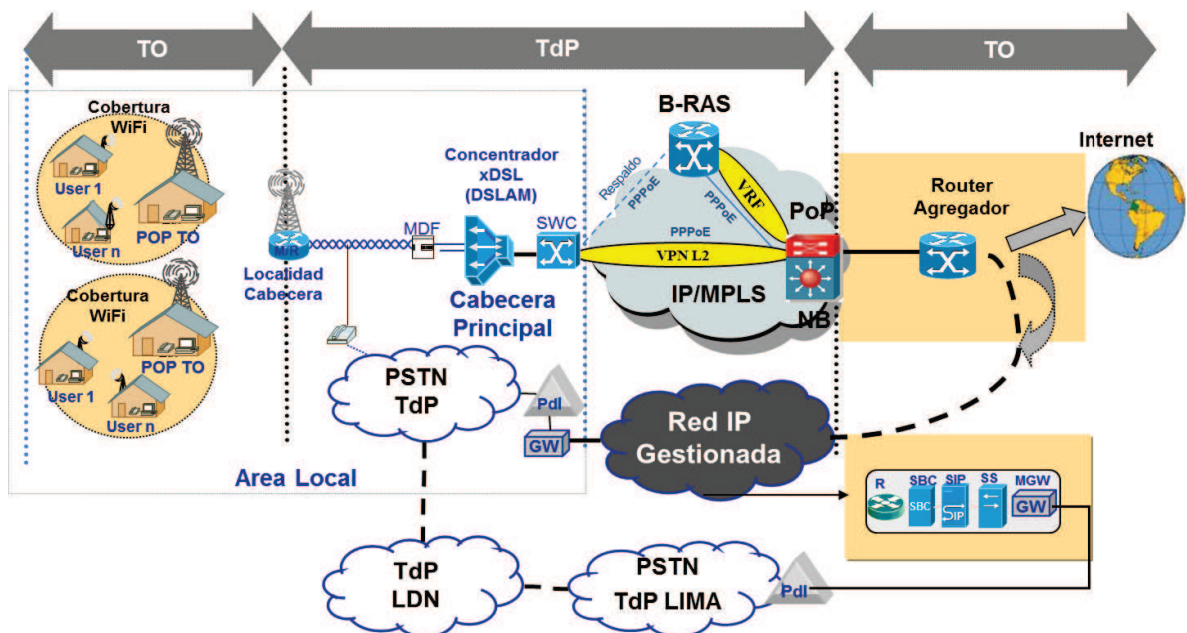 TO
TdP
TO
Cobertura
WiFi
User 1
User n
POP TO
Cobertura
WiFi
POP TO
User 1
User n
M/R
Localidad
Cabecera
MDF
Concentrador
xDSL
(DSLAM)
SWC
Cabecera
Principal
B-RAS
Respaldo
PPPoE
VRF
PPPoE
PPPoE
VPN L2
PoP
IP/MPLS
NB
Router
Agregador
Internet
PSTN
TdP
PdI
GW
Red IP
Gestionada
Area Local
R
SBC
SIP
SS
MGW
SBC
SIP
GW
TdP
LDN
PSTN
TdP LIMA
PdI